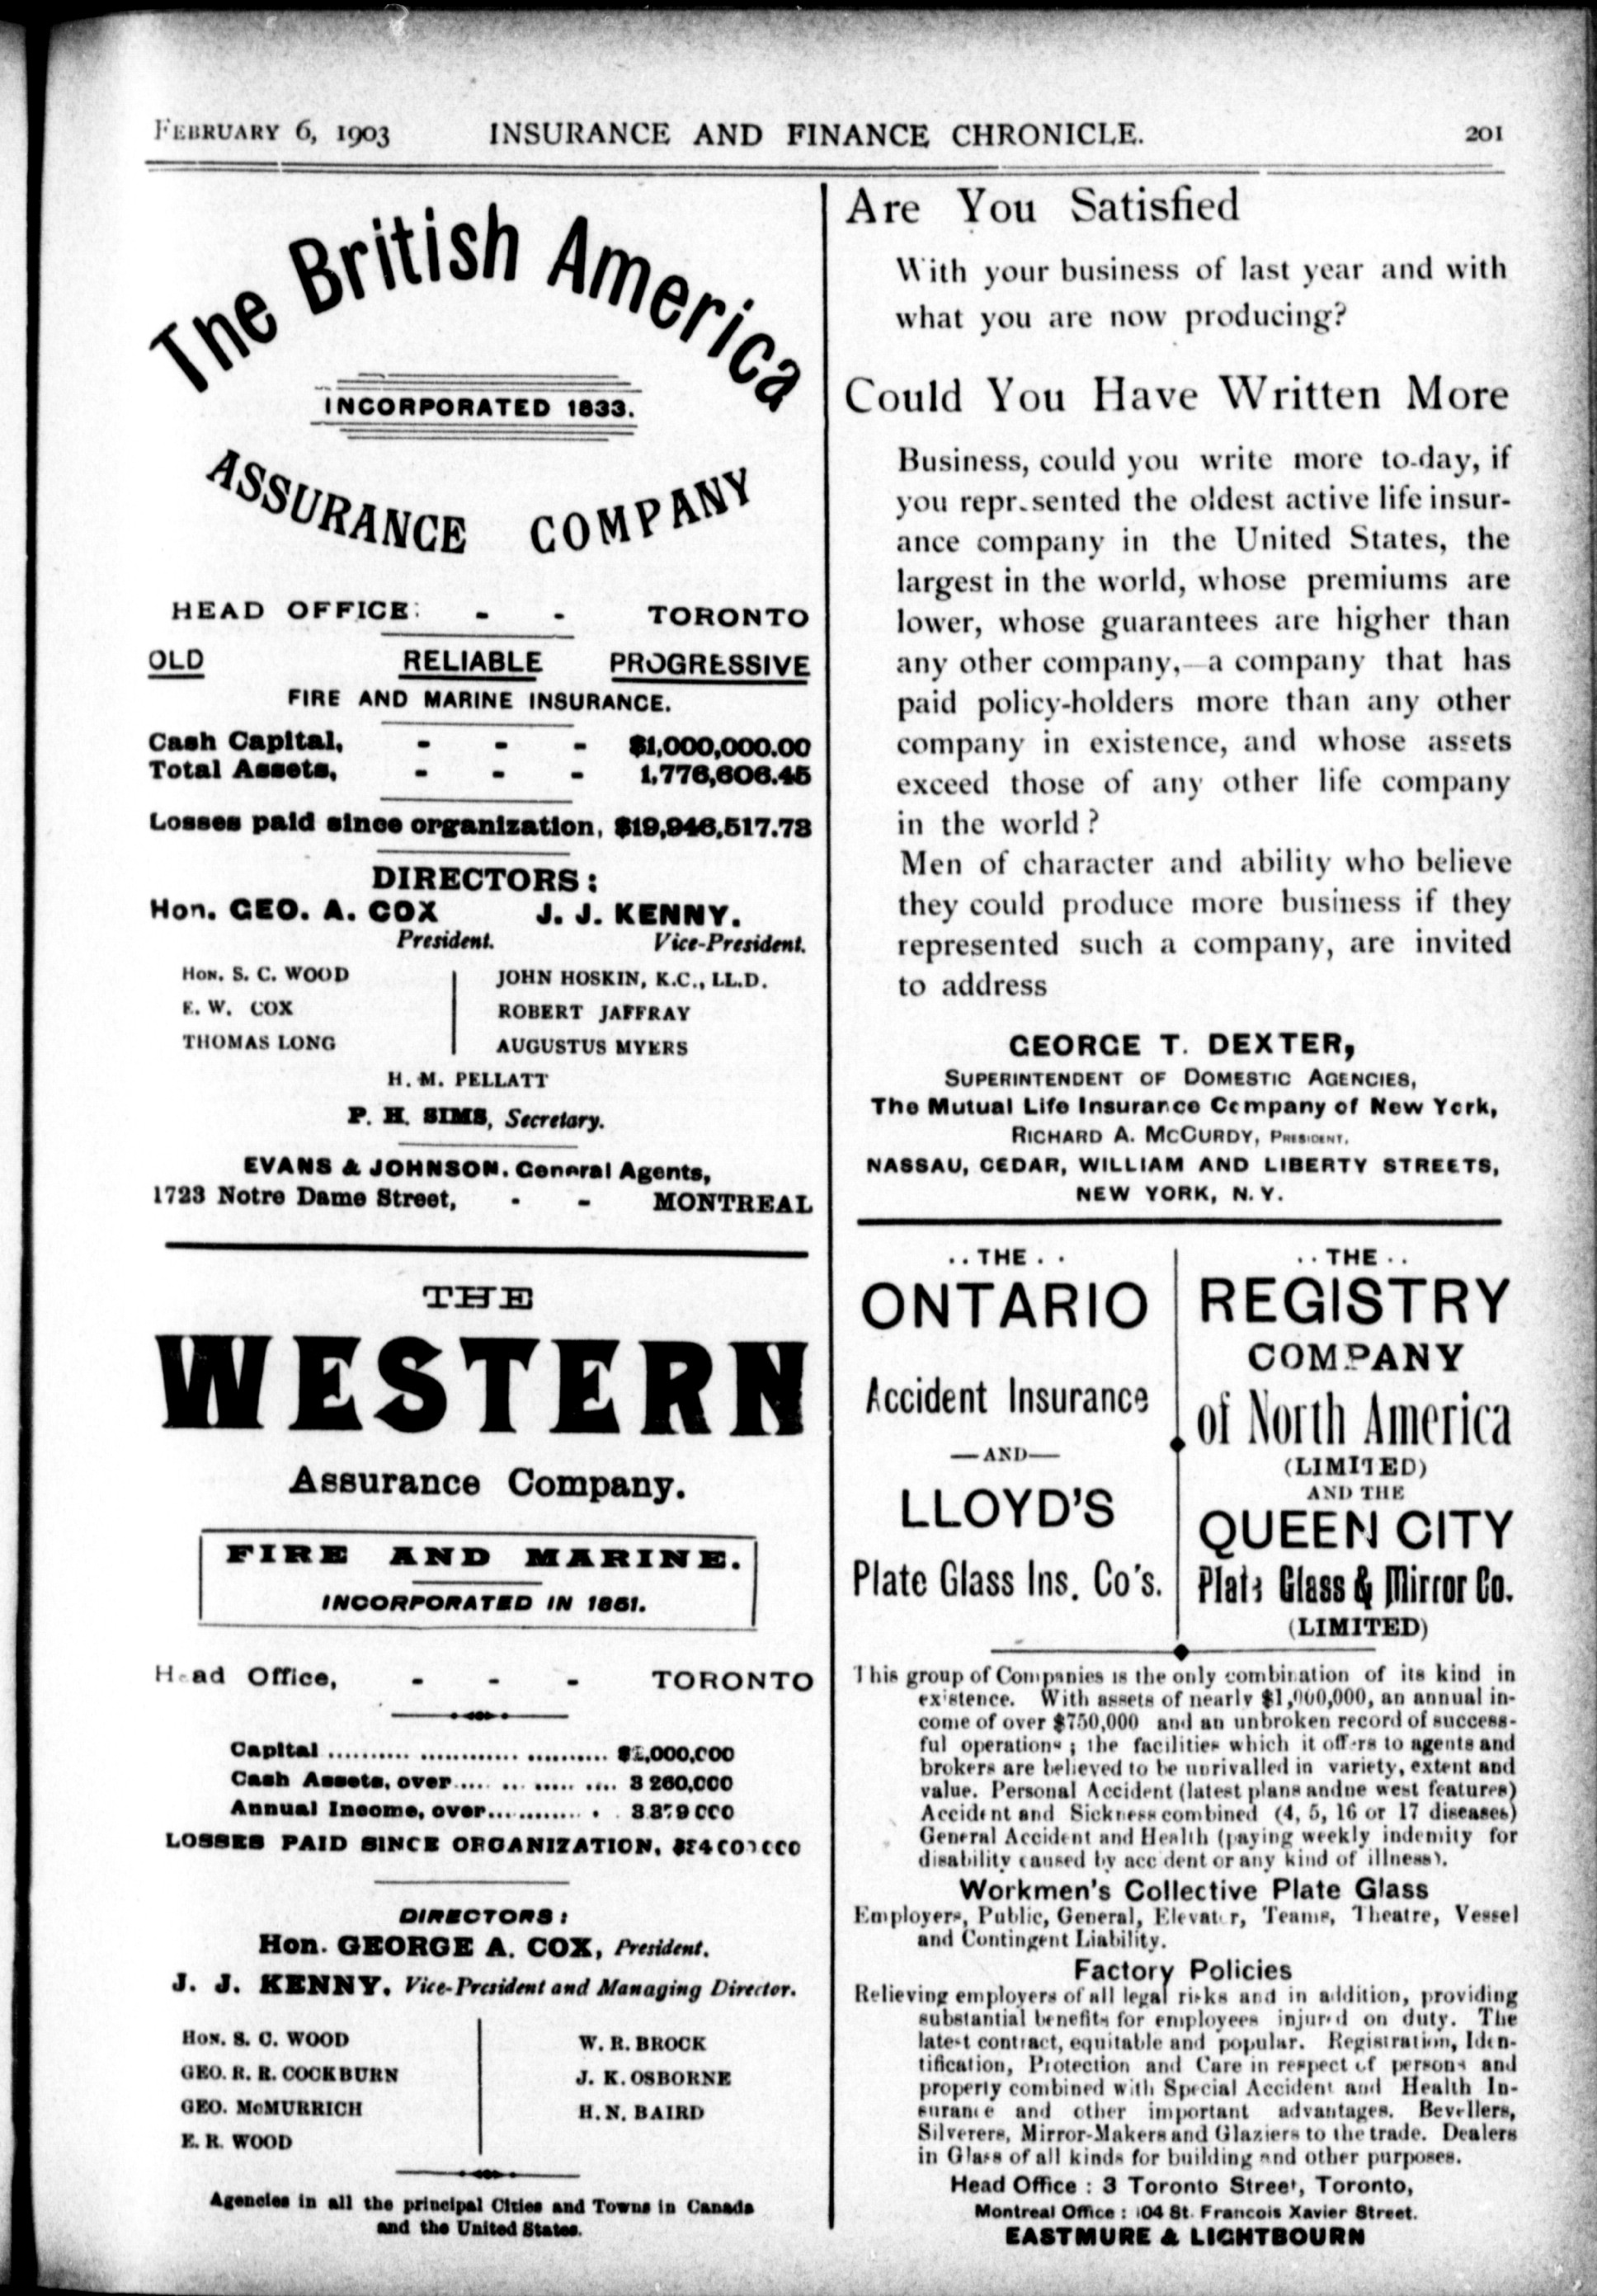 FEBRUARY 6, 1903 INSURANCE AND FINANCE CHRONICLE. 201
The British America
INCORPORATED 1833.
ASSURANCE COMPANY
HEAD OFFICE: - - TORONTO
OLD RELIABLE PROGRESSIVE
FIRE AND MARINE INSURANCE.
Cash Capital, - - - $1,000,000.00
Total Assets, - - - 1,776,606.45
Losses paid since organization, $19,946,517.73
DIRECTORS:
Hon. GEO. A. COX J. J. KENNY.
President. Vice-President.
HON. S. C. WOOD JOHN HOSKIN, K.C., LL.D.
E. W. COX ROBERT JAFFRAY
THOMAS LONG AUGUSTUS MYERS
H. M. PELLATT
P. H. SIMS, Secretary.
EVANS & JOHNSON. General Agents,
1723 Notre Dame Street, - - MONTREAL
THE
WESTERN
Assurance Company.
FIRE AND MARINE.
INCORPORATED IN 1851.
Head Office, - - - TORONTO
Capital ,000,000
Cash Assets, over 3 260,000
Annual Income, over 3 379 000
LOSSES PAID SINCE ORGANIZATION,
DIRECTORS:
Hon. GEORGE A. COX, President.
J. J. KENNY, Vice-President and Managing Director.
HON. S. C. WOOD W. R. BROCK
GEO. R. R. COCKBURN J. K. OSBORNE
GEO. McMURRICH H. N. BAIRD
E. R. WOOD
Agencies in all the principal Cities and Towns in Canada
and the United States.
Are You Satisfied
With your business of last year and with
what you are now producing?
Could You Have Written More
Business, could you write more to-day, if
you represented the oldest active life insur-
ance company in the United States, the
largest in the world, whose premiums are
lower, whose guarantees are higher than
any other company,—a company that has
paid policy-holders more than any other
company in existence, and whose assets
exceed those of any other life company
in the world?
Men of character and ability who believe
they could produce more business if they
represented such a company, are invited
to address
GEORGE T. DEXTER,
SUPERINTENDENT OF DOMESTIC AGENCIES,
The Mutual Life Insurance Company of New York,
RICHARD A. McCURDY, PRESIDENT,
NASSAU, CEDAR, WILLIAM AND LIBERTY STREETS,
NEW YORK, N. Y.
..THE..
ONTARIO
Accident Insurance
—AND—
LLOYD'S
Plate Glass Ins. Co's.
..THE..
REGISTRY
COMPANY
of North America
(LIMITED)
AND THE
QUEEN CITY
Plate Glass & Mirror Co.
(LIMITED)
This group of Companies is the only combination of its kind in
existence. With assets of nearly $1,000,000, an annual in-
come of over $750,000 and an unbroken record of success-
ful operations; the facilities which it offers to agents and
brokers are believed to be unrivalled in variety, extent and
value. Personal Accident (latest plans andne west features)
Accident and Sickness combined (4, 5, 16 or 17 diseases)
General Accident and Health (paying weekly indemity for
disability caused by accident or any kind of illness).
Workmen's Collective Plate Glass
Employers, Public, General, Elevator, Teams, Theatre, Vessel
and Contingent Liability.
Factory Policies
Relieving employers of all legal risks and in addition, providing
substantial benefits for employees injured on duty. The
latest contract, equitable and popular. Registration, Iden-
tification, Protection and Care in respect of persons and
property combined with Special Accident and Health In-
surance and other important advantages. Bevellers,
Silverers, Mirror-Makers and Glaziers to the trade. Dealers
in Glass of all kinds for building and other purposes.
Head Office : 3 Toronto Street, Toronto,
Montreal Office : 104 St. Francois Xavier Street.
EASTMURE & LIGHTBOURN